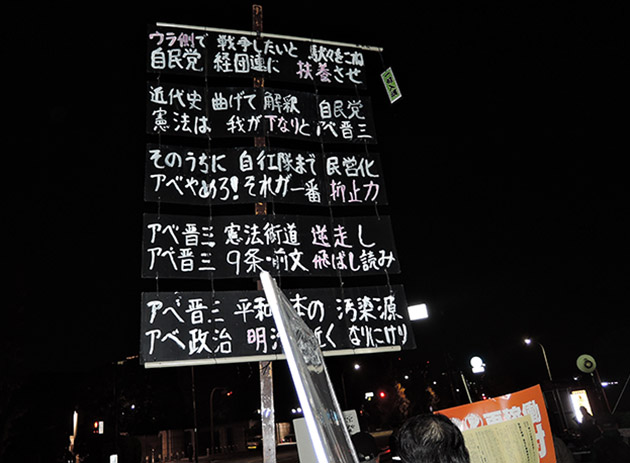 ウラ側で 戦争したいと 駄々をこね
自民党 経団連に 扶養させ
近代史 曲げて 解釈 自民党
憲法は 我が下なりと アベ晋三
そのうちに 自衛隊まで 民営化
アベやめろ!それが一番 抑止力
アベ晋三 憲法街道 逆走し
アベ晋三 9条・前文 飛ばし読み
アベ晋三 平和 本の 汚染源
アベ政治 明治 近く なりにけり
再稼働